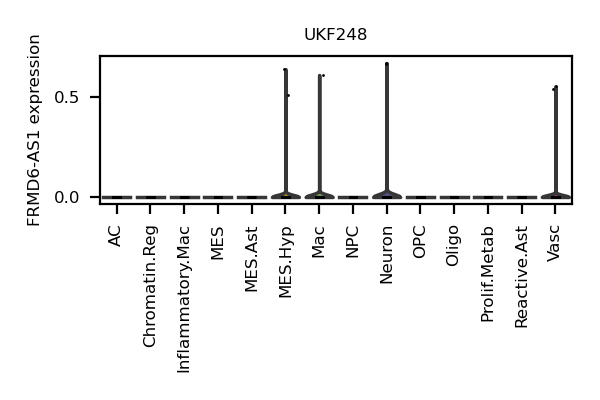 UKF248
FRMD6-AS1 expression
0.5
0.0
AC
Chromatin.Reg
Inflammatory.Mac
MES
MES.Ast
MES.Hyp
Mac
NPC
Neuron
OPC
Oligo
Prolif.Metab
Reactive.Ast
Vasc